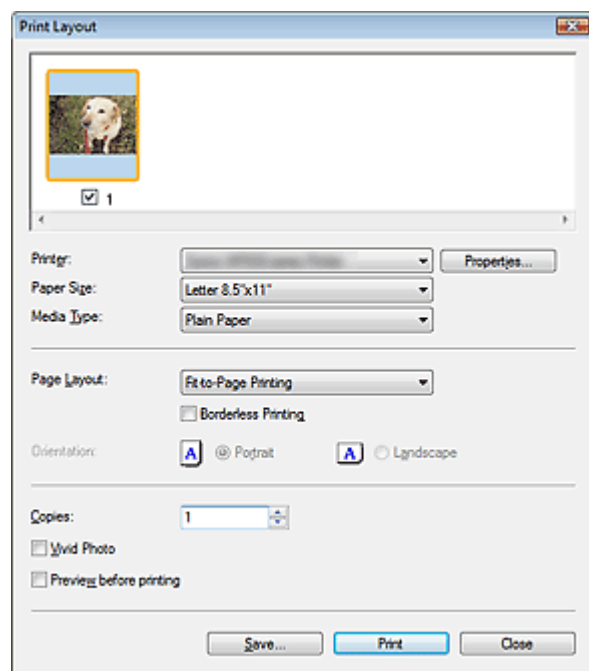 Print Layout
1
Printer:
Properties...
Paper Size: Letter 8.5"x11"
Media Type: Plain Paper
Page Layout: Fit-to-Page Printing
Borderless Printing
Orientation: A Portrait A Landscape
Copies: 1
Vivid Photo
Preview before printing
Save... Print Close